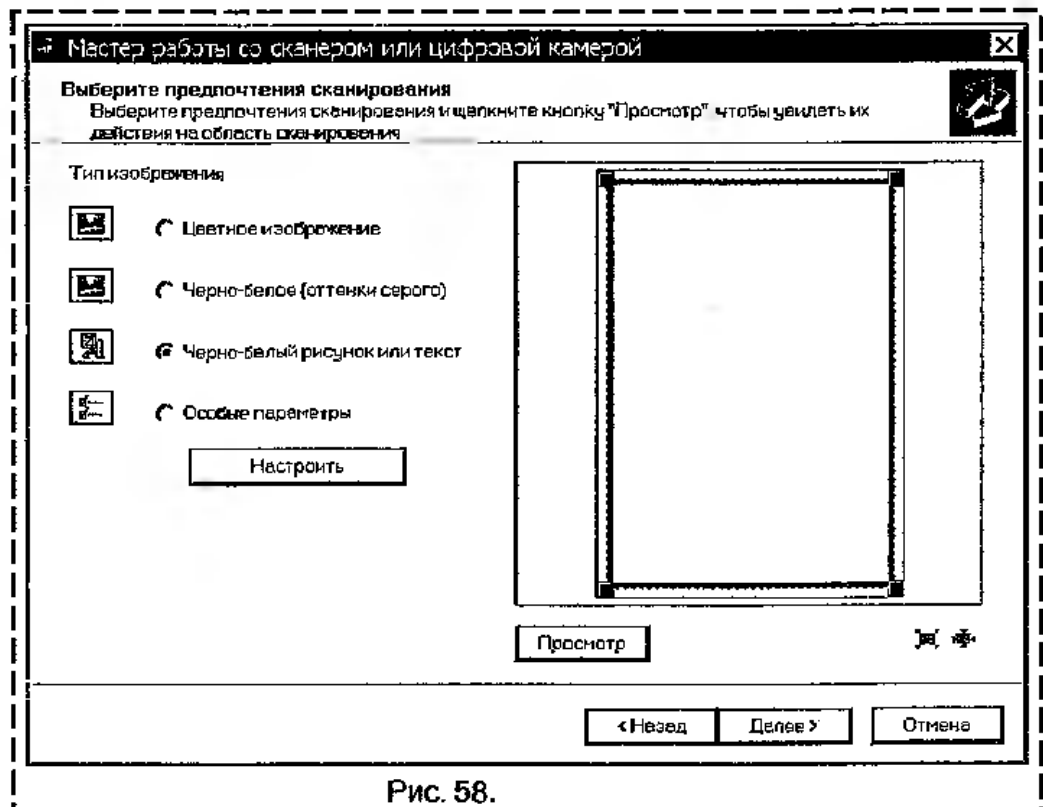 Мастер работы со сканером или цифровой камерой
Выберите предпочтения сканирования
Выберите предпочтения сканирования и щелкните кнопку "Просмотр", чтобы увидеть их
действия на область сканирования
Тип изображения
Цветное изображение
Черно-белое (оттенки серого)
Черно-белый рисунок или текст
Особые параметры
Настроить
Просмотр
< Назад
Далее >
Отмена
Рис. 58.